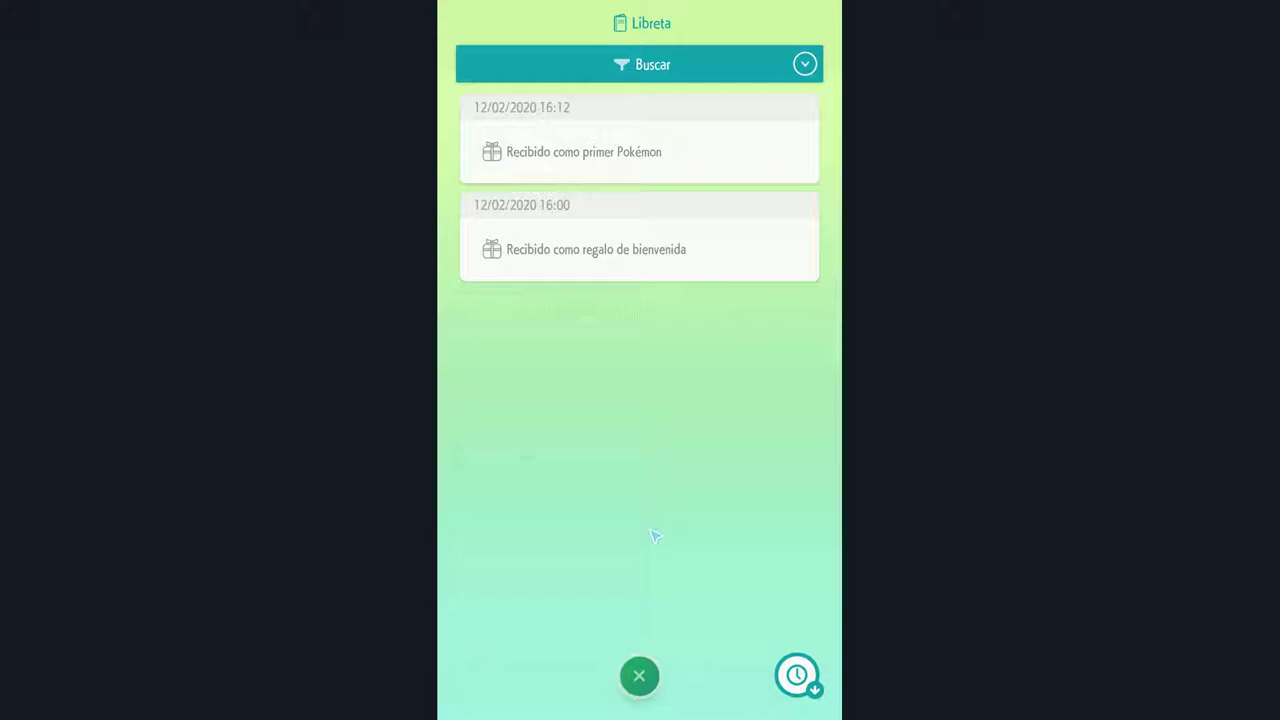 Libreta
Buscar
12/02/2020 16:12
Recibido como primer Pokémon
12/02/2020 16:00
Recibido como regalo de bienvenida